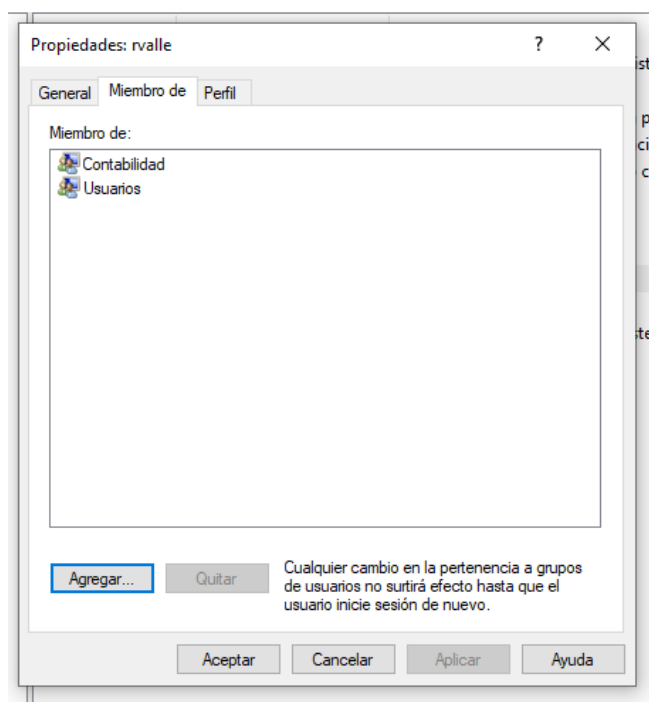 Propiedades: rvalle
?
General Miembro de Perfil
Miembro de:
Contabilidad
Usuarios
Agregar... Quitar
Cualquier cambio en la pertenencia a grupos
de usuarios no surtirá efecto hasta que el
usuario inicie sesión de nuevo.
Aceptar Cancelar Aplicar Ayuda